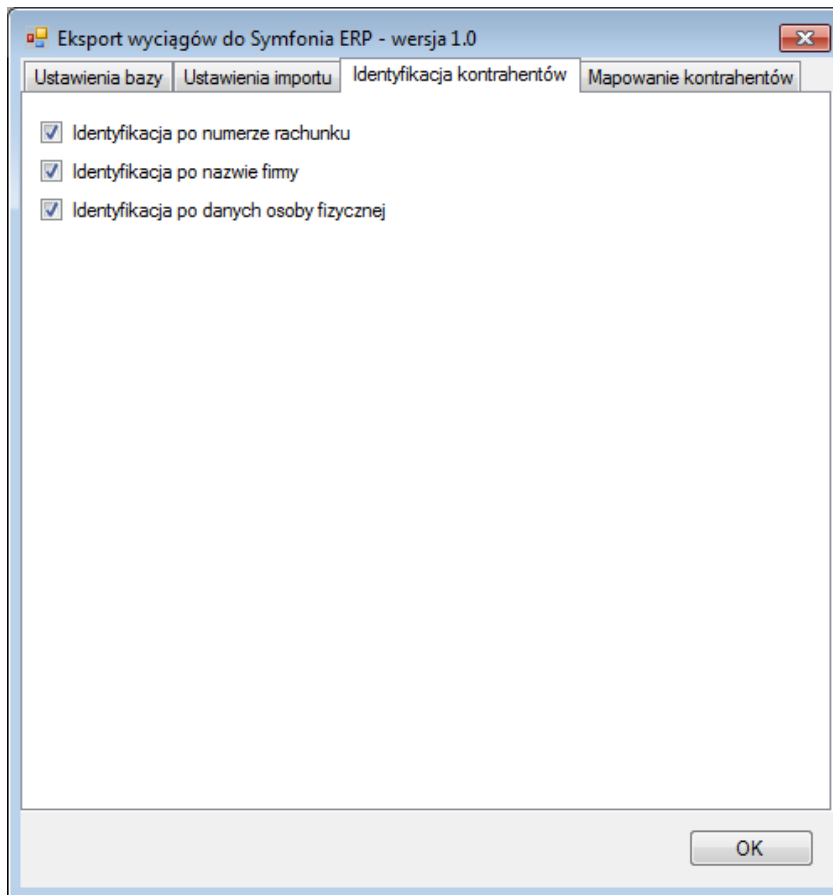 Eksport wyciągów do Symfonia ERP - wersja 1.0
Ustawienia bazy Ustawienia importu Identyfikacja kontrahentów Mapowanie kontrahentów
Identyfikacja po numerze rachunku
Identyfikacja po nazwie firmy
Identyfikacja po danych osoby fizycznej
OK